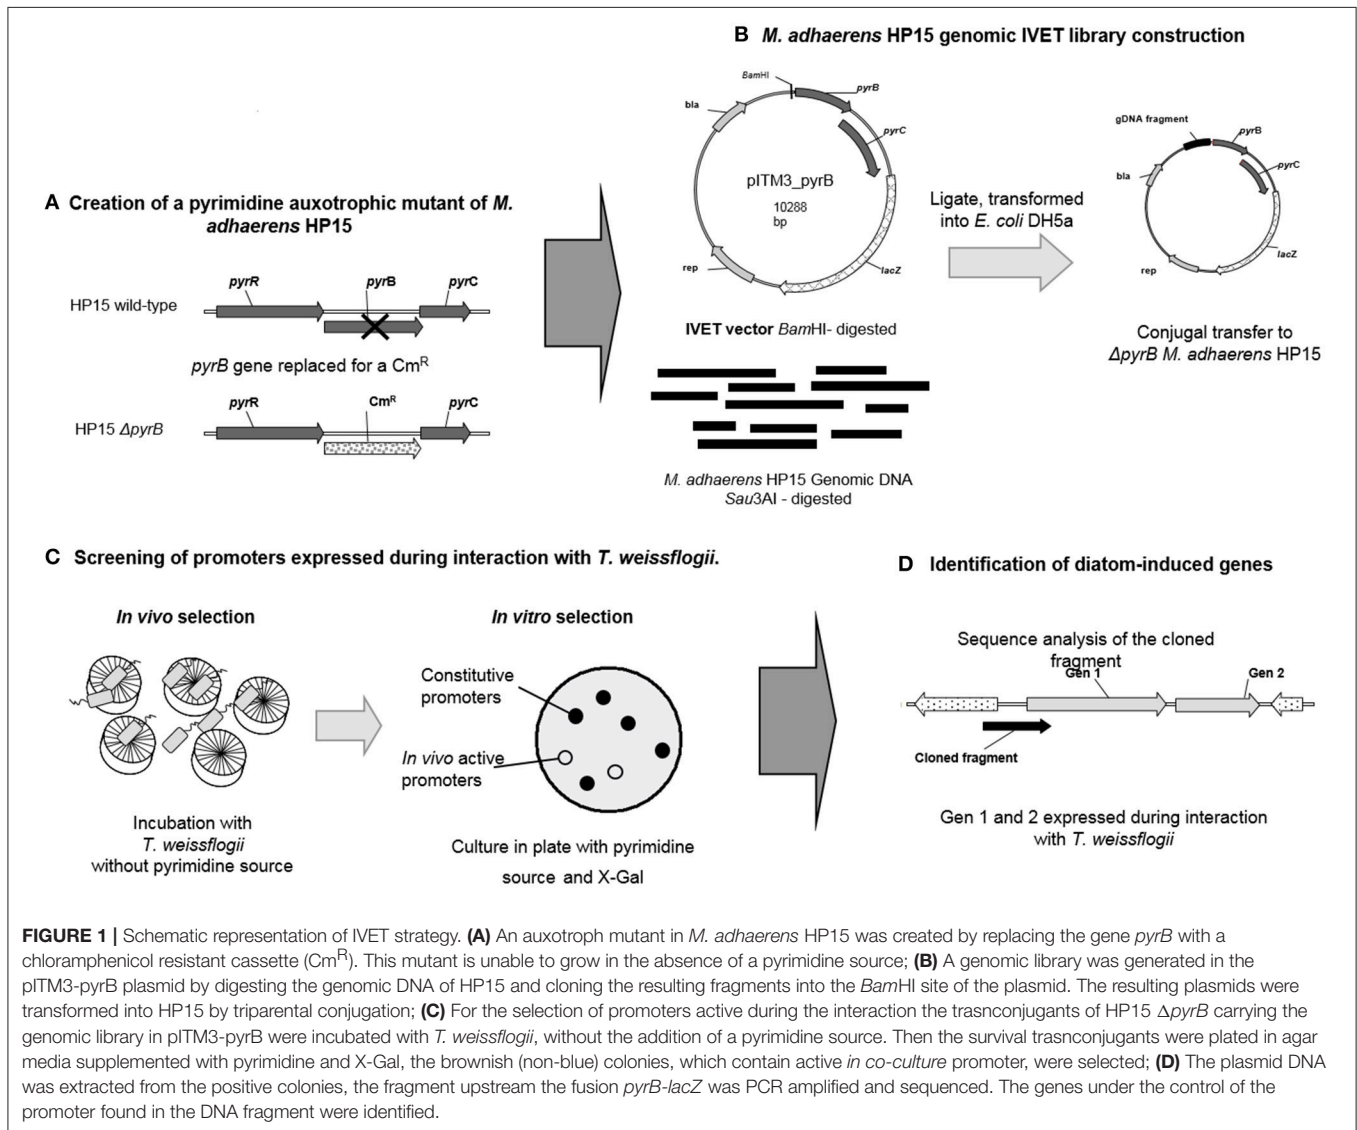 A Creation of a pyrimidine auxotrophic mutant of M.
adhaerens HP15
pyrR
pyrB
pyrC
HP15 wild-type
pyrB gene replaced for a CmR
pyrR
CmR
pyrC
HP15 ΔpyrB
B M. adhaerens HP15 genomic IVET library construction
BamHI
pyrB
bla
pyrC
pITM3_pyrB
10288
bp
rep
lacZ
IVET vector BamHI- digested
M. adhaerens HP15 Genomic DNA
Sau3AI - digested
Ligate, transformed
into E. coli DH5a
gDNA fragment
pyrB
pyrC
bla
rep
lacZ
Conjugal transfer to
ΔpyrB M. adhaerens HP15
C Screening of promoters expressed during interaction with T. weissflogii.
In vivo selection
Incubation with
T. weissflogii
without pyrimidine source
In vitro selection
Constitutive
promoters
In vivo active
promoters
Culture in plate with pyrimidine
source and X-Gal
D Identification of diatom-induced genes
Sequence analysis of the cloned
fragment
Gen 1
Gen 2
Cloned fragment
Gen 1 and 2 expressed during interaction
with T. weissflogii
FIGURE 1 | Schematic representation of IVET strategy. (A) An auxotroph mutant in M. adhaerens HP15 was created by replacing the gene pyrB with a
chloramphenicol resistant cassette (CmR). This mutant is unable to grow in the absence of a pyrimidine source; (B) A genomic library was generated in the
pITM3-pyrB plasmid by digesting the genomic DNA of HP15 and cloning the resulting fragments into the BamHI site of the plasmid. The resulting plasmids were
transformed into HP15 by triparental conjugation; (C) For the selection of promoters active during the interaction the trasnconjugants of HP15 ΔpyrB carrying the
genomic library in pITM3-pyrB were incubated with T. weissflogii, without the addition of a pyrimidine source. Then the survival trasnconjugants were plated in agar
media supplemented with pyrimidine and X-Gal, the brownish (non-blue) colonies, which contain active in co-culture promoter, were selected; (D) The plasmid DNA
was extracted from the positive colonies, the fragment upstream the fusion pyrB-lacZ was PCR amplified and sequenced. The genes under the control of the
promoter found in the DNA fragment were identified.